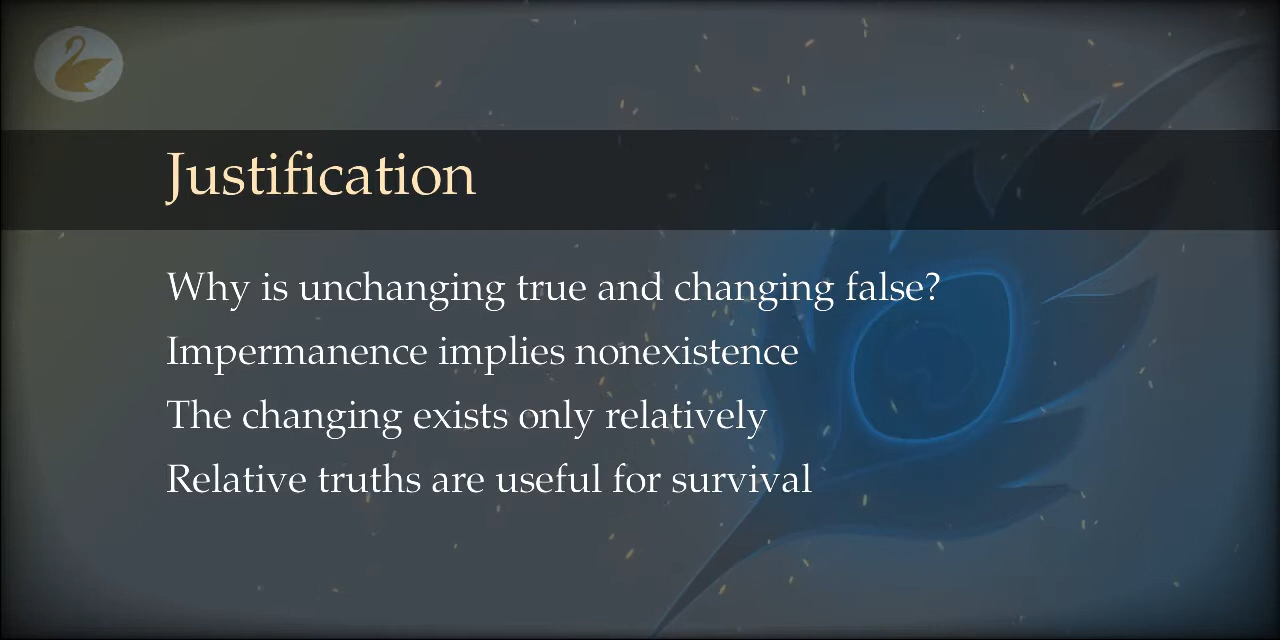 Justification
Why is unchanging true and changing false?
Impermanence implies nonexistence
The changing exists only relatively
Relative truths are useful for survival